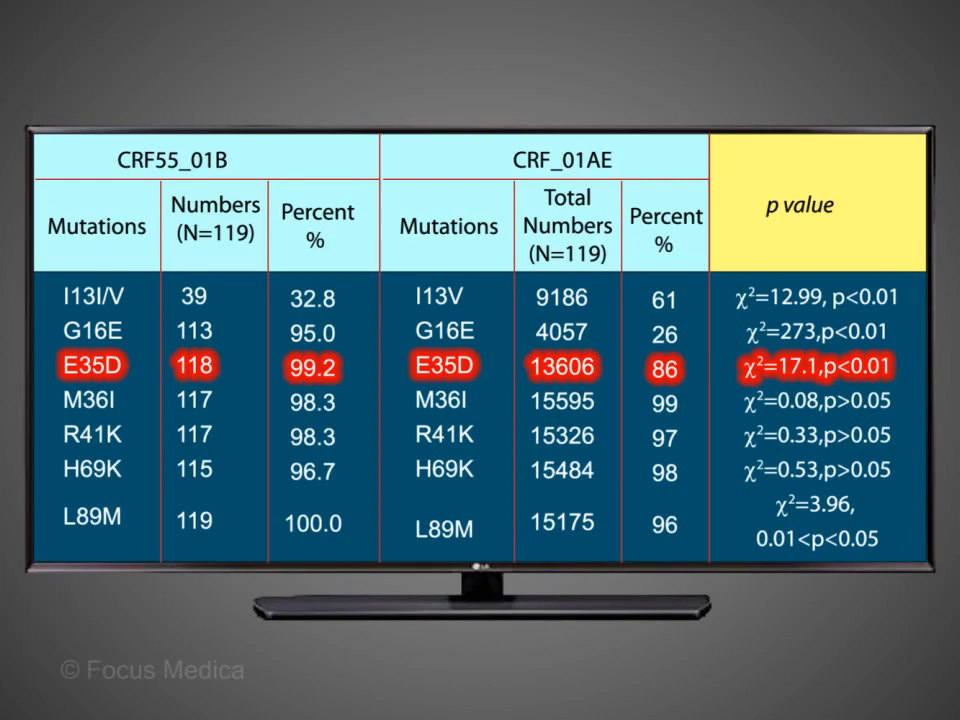 CRF55_01B CRF_01AE p value
Mutations Numbers (N=119) Percent % Mutations Total Numbers (N=119) Percent %
I13I/V 39 32.8 I13V 9186 61 χ²=12.99, p<0.01
G16E 113 95.0 G16E 4057 26 χ²=273,p<0.01
E35D 118 99.2 E35D 13606 86 χ²=17.1,p<0.01
M36I 117 98.3 M36I 15595 99 χ²=0.08,p>0.05
R41K 117 98.3 R41K 15326 97 χ²=0.33,p>0.05
H69K 115 96.7 H69K 15484 98 χ²=0.53,p>0.05
L89M 119 100.0 L89M 15175 96 χ²=3.96, 0.01<p<0.05
LG
© Focus Medica